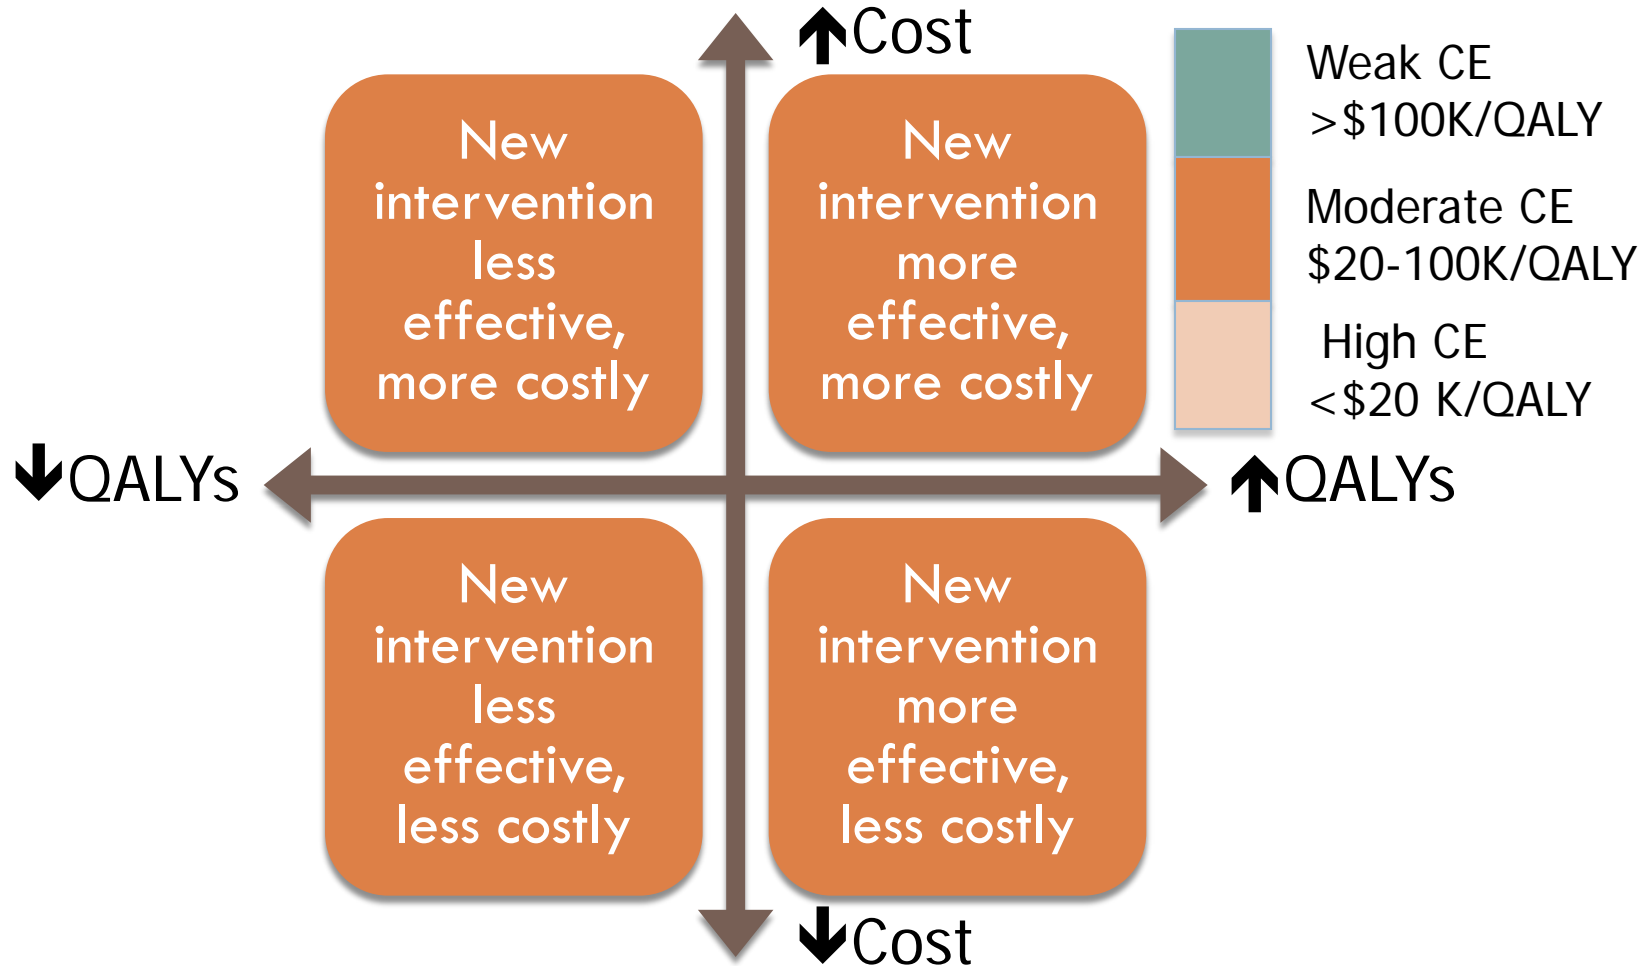 ↑Cost
New
intervention
less
effective,
more costly
New
intervention
more
effective,
more costly
Weak CE
>$100K/QALY
Moderate CE
$20-100K/QALY
High CE
<$20 K/QALY
↓QALYs
↑QALYs
New
intervention
less
effective,
less costly
New
intervention
more
effective,
less costly
↓Cost